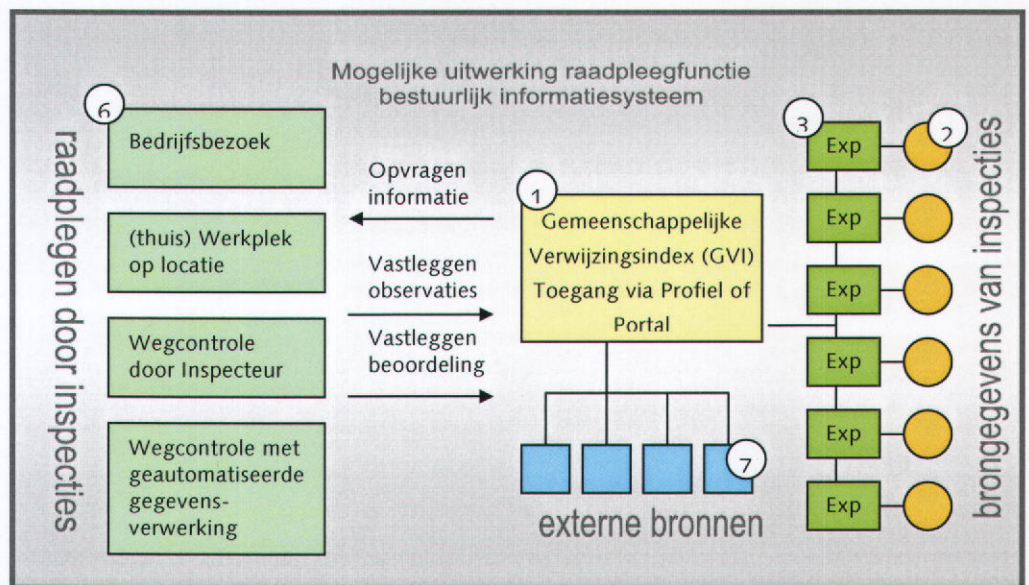 Mogelijke uitwerking raadpleegfunctie
bestuurlijk informatiesysteem
raadplegen door inspecties
6
Bedrijfsbezoek
(thuis) Werkplek
op locatie
Wegcontrole
door Inspecteur
Wegcontrole met
geautomatiseerde
gegevens-
verwerking
Opvragen
informatie
Vastleggen
observaties
Vastleggen
beoordeling
1
Gemeenschappelijke
Verwijzingsindex (GVI)
Toegang via Profiel of
Portal
7
externe bronnen
3
2
Exp
Exp
Exp
Exp
Exp
Exp
brongegevens van inspecties